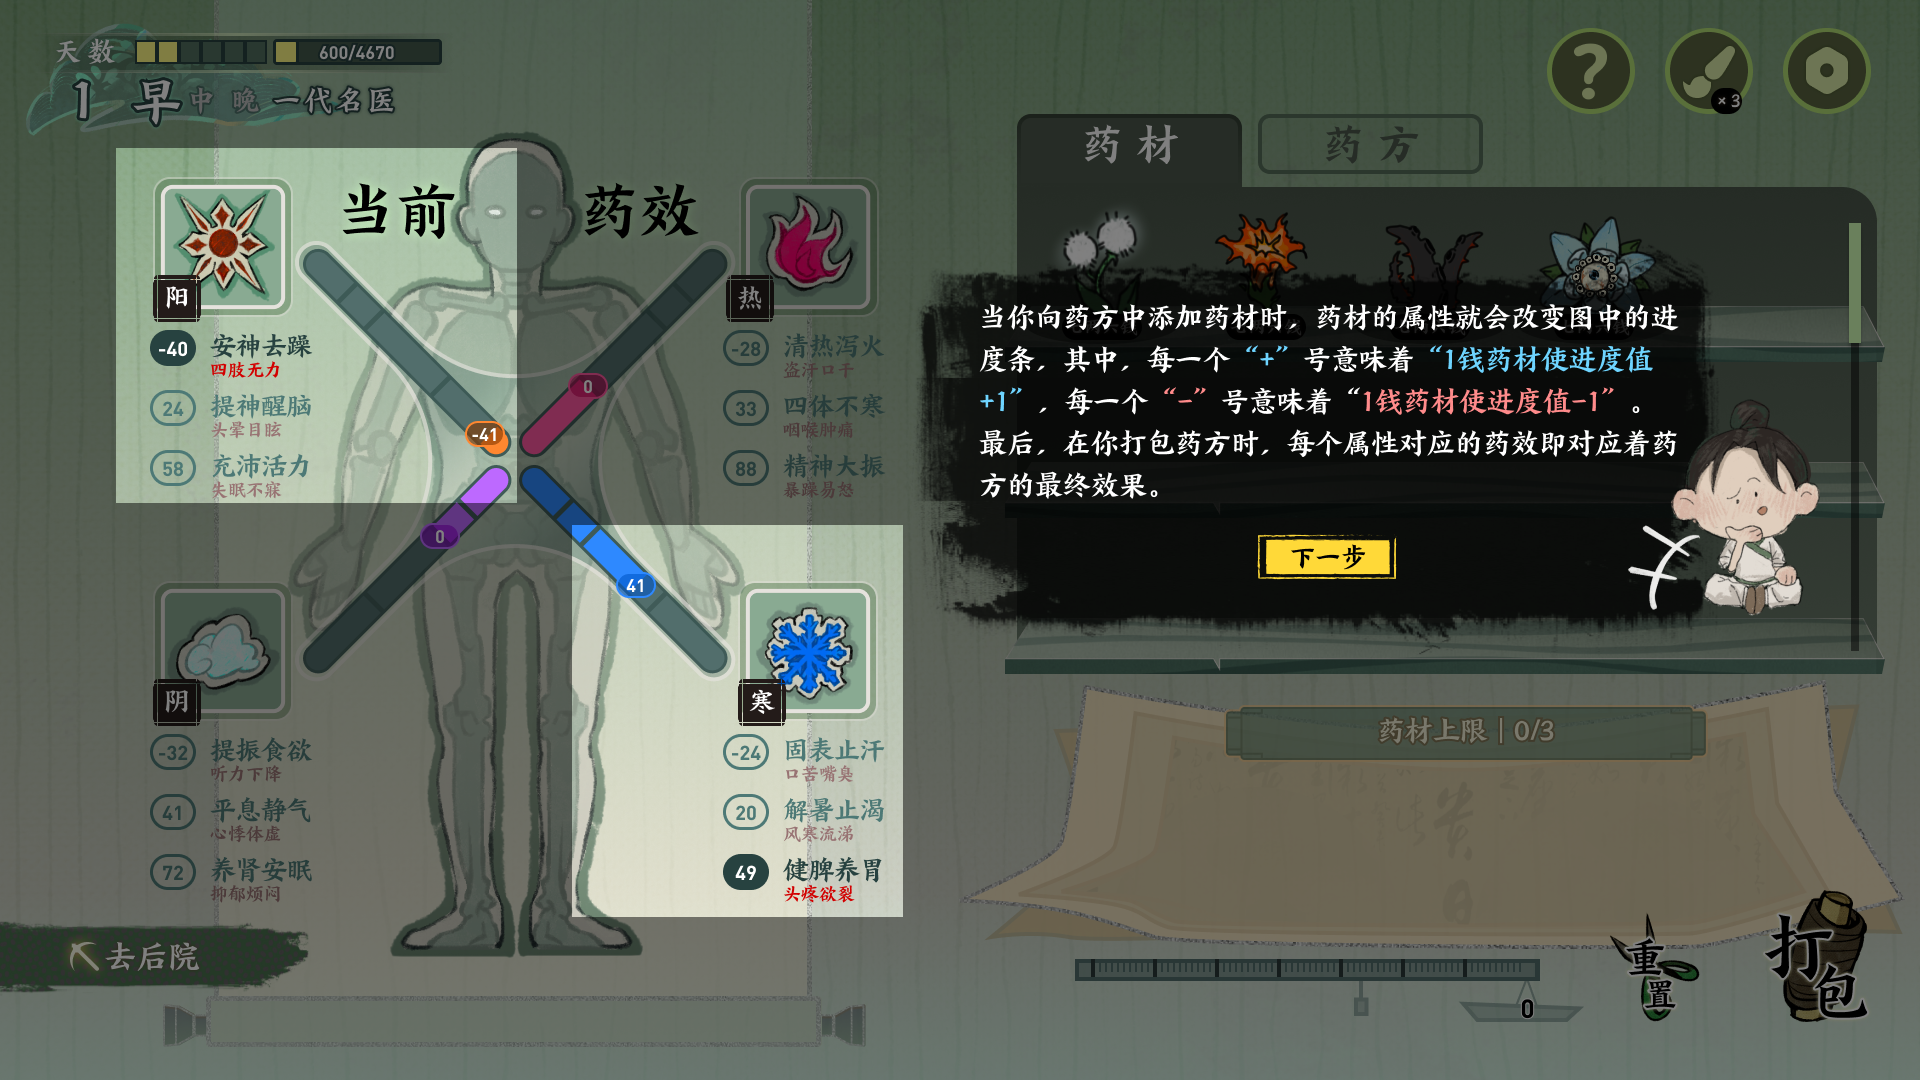 天数
600/4670
1 早 中 晚 一代名医
×3
药材
药方
当前 药效
阳
-40 安神去躁
四肢无力
24 提神醒脑
头晕目眩
58 充沛活力
失眠不寐
热
-28 清热泻火
盗汗口干
33 四体不寒
咽喉肿痛
88 精神大振
暴躁易怒
-41
0
0
41
阴
-32 提振食欲
听力下降
41 平息静气
心悸体虚
72 养肾安眠
抑郁烦闷
寒
-24 固表止汗
口苦嘴臭
20 解暑止渴
风寒流涕
49 健脾养胃
头疼欲裂
当你向药方中添加药材时，药材的属性就会改变图中的进
度条，其中，每一个“+”号意味着“1钱药材使进度值
+1”，每一个“-”号意味着“1钱药材使进度值-1”。
最后，在你打包药方时，每个属性对应的药效即对应着药
方的最终效果。
下一步
药材上限｜0/3
去后院
0
重置
打包